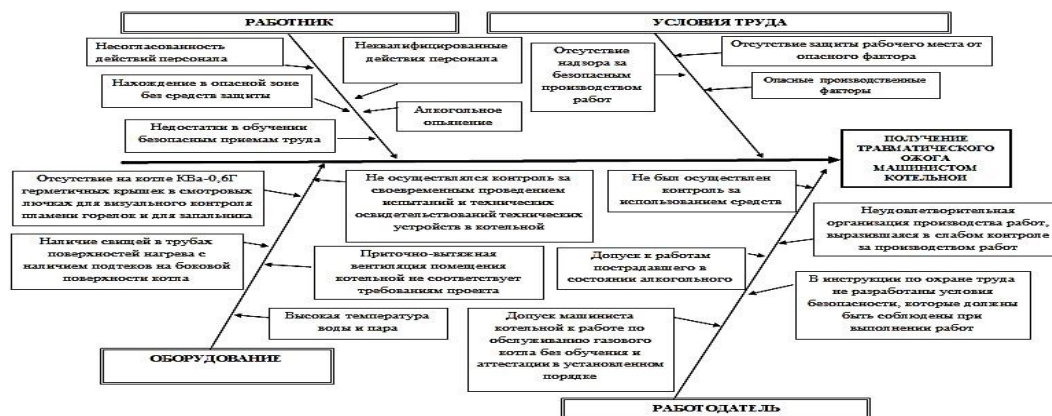 РАБОТНИК
УСЛОВИЯ ТРУДА
Несогласованность
действий персонала
Неквалифицированные
действия персонала
Нахождение в опасной зоне
без средств защиты
Алкогольное
опьянение
Недостатки в обучении
безопасным приемам труда
Отсутствие
надзора за
безопасным
производством
работ
Отсутствие защиты рабочего места от
опасного фактора
Опасные производственные
факторы
ПОЛУЧЕНИЕ
ТРАВМАТИЧЕСКОГО
ОЖОГА
МАШИНИСТОМ
КОТЕЛЬНОЙ
Отсутствие на котле КВа-0,6Г
герметичных крышек в смотровых
лючках для визуального контроля
пламени горелок и для запальника
Не осуществлялся контроль за
своевременным проведением
испытаний и технических
освидетельствований технических
устройств в котельной
Наличие свищей в трубах
поверхностей нагрева с
наличием подтеков на боковой
поверхности котла
Приточно-вытяжная
вентиляция помещения
котельной не соответствует
требованиям проекта
Высокая температура
воды и пара
ОБОРУДОВАНИЕ
Не был осуществлен
контроль за
использованием средств
Неудовлетворительная
организация производства работ,
выразившаяся в слабом контроле
за производством работ
Допуск к работам
пострадавшего в
состоянии алкогольного
В инструкции по охране труда
не разработаны условия
безопасности, которые должны
быть соблюдены при
выполнении работ
Допуск машиниста
котельной к работе по
обслуживанию газового
котла без обучения и
аттестации в установленном
порядке
РАБОТОДАТЕЛЬ